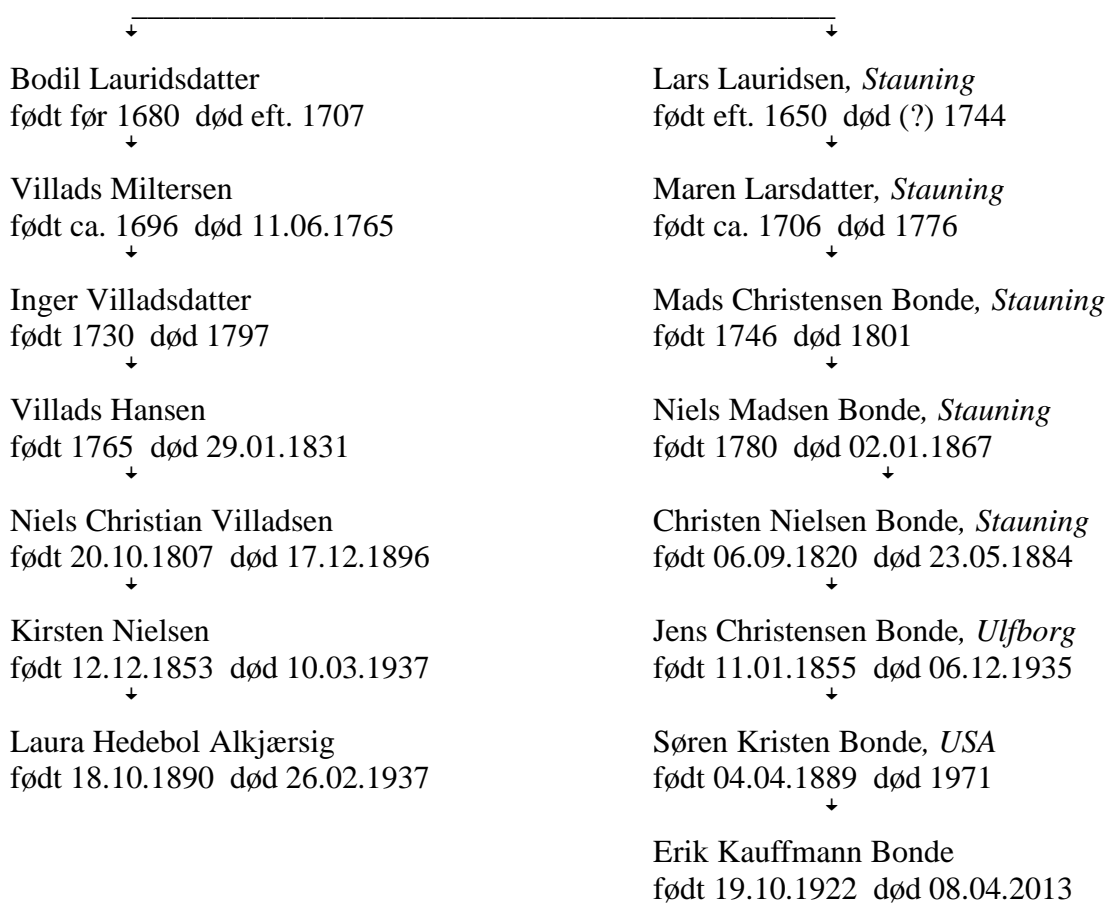 Bodil Lauridsdatter
født før 1680 død eft. 1707
Villads Miltersen
født ca. 1696 død 11.06.1765
Inger Villadsdatter
født 1730 død 1797
Villads Hansen
født 1765 død 29.01.1831
Niels Christian Villadsen
født 20.10.1807 død 17.12.1896
Kirsten Nielsen
født 12.12.1853 død 10.03.1937
Laura Hedebol Alkjærsig
født 18.10.1890 død 26.02.1937
Lars Lauridsen, Stauning
født eft. 1650 død (?) 1744
Maren Larsdatter, Stauning
født ca. 1706 død 1776
Mads Christensen Bonde, Stauning
født 1746 død 1801
Niels Madsen Bonde, Stauning
født 1780 død 02.01.1867
Christen Nielsen Bonde, Stauning
født 06.09.1820 død 23.05.1884
Jens Christensen Bonde, Ulfborg
født 11.01.1855 død 06.12.1935
Søren Kristen Bonde, USA
født 04.04.1889 død 1971
Erik Kauffmann Bonde
født 19.10.1922 død 08.04.2013